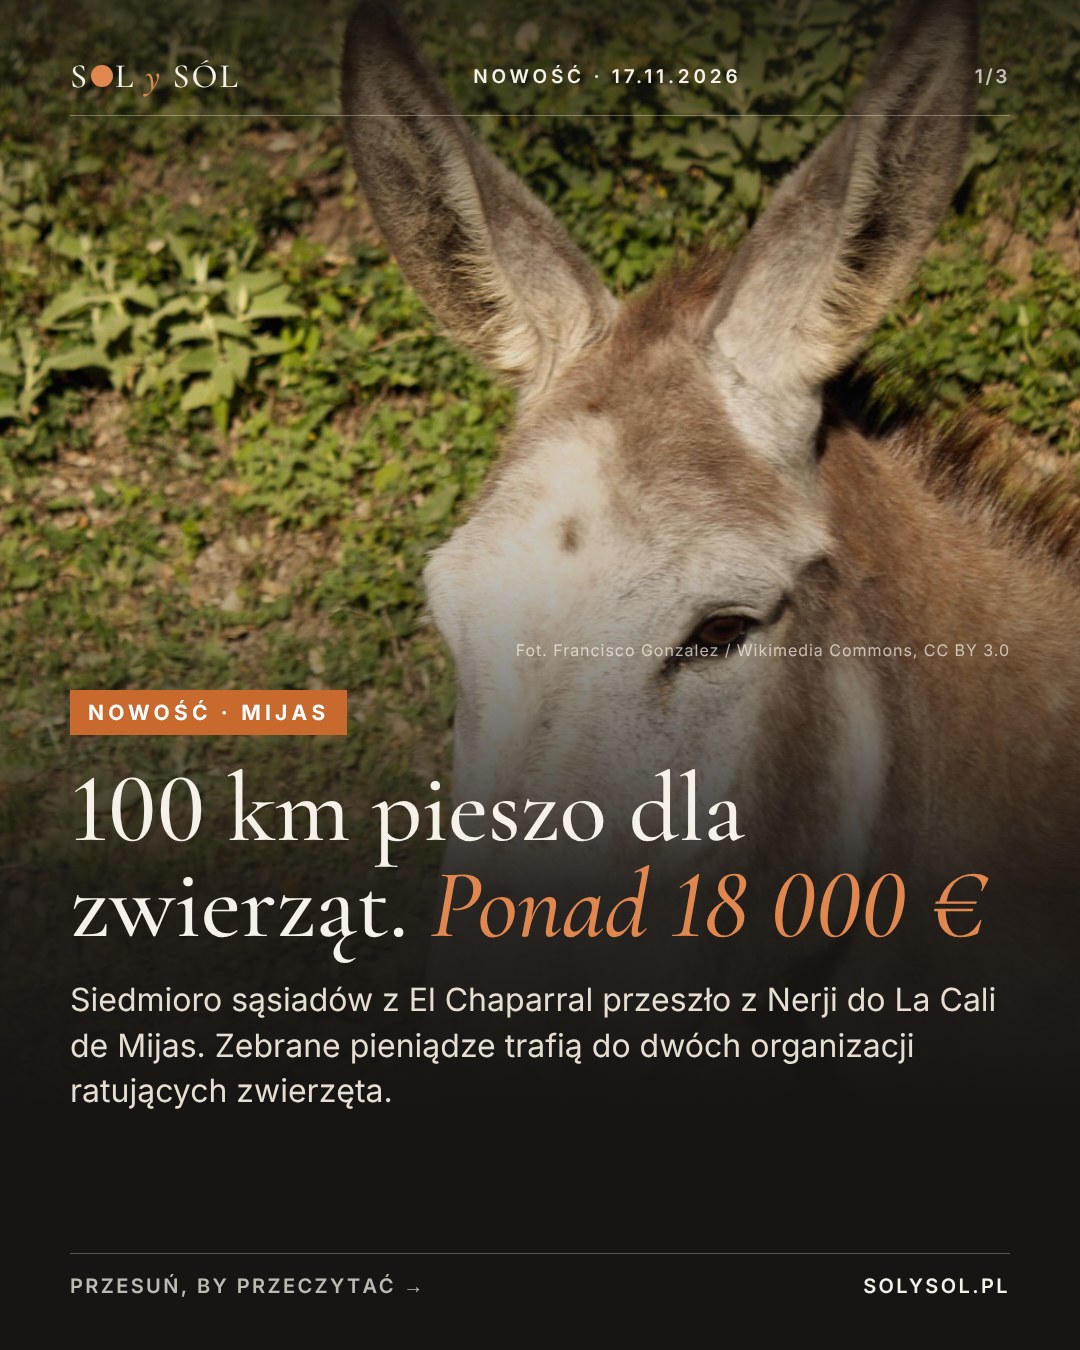 SOL y SÓL
NOWOŚĆ · 17.11.2026
1/3
Fot. Francisco Gonzalez / Wikimedia Commons, CC BY 3.0
NOWOŚĆ · MIJAS
100 km pieszo dla
zwierząt. Ponad 18 000 €
Siedmioro sąsiadów z El Chaparral przeszło z Nerji do La Cali
de Mijas. Zebrane pieniądze trafią do dwóch organizacji
ratujących zwierzęta.
PRZESUŃ, BY PRZECZYTAĆ →
SOLYSOL.PL